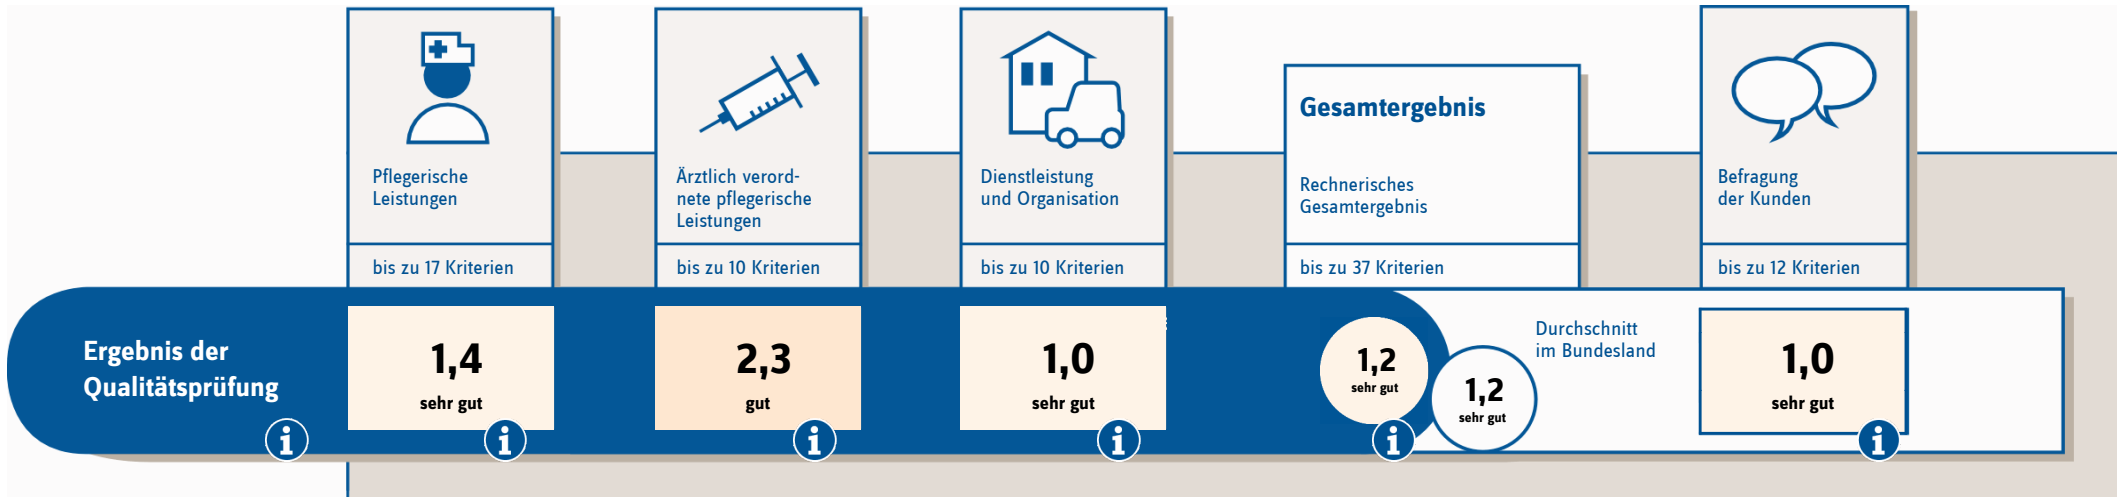 Pflegerische
Leistungen
bis zu 17 Kriterien
Ärztlich verord-
nete pflegerische
Leistungen
bis zu 10 Kriterien
Dienstleistung
und Organisation
bis zu 10 Kriterien
Gesamtergebnis
Rechnerisches
Gesamtergebnis
bis zu 37 Kriterien
Befragung
der Kunden
bis zu 12 Kriterien
Ergebnis der
Qualitätsprüfung
i
1,4
sehr gut
i
2,3
gut
i
1,0
sehr gut
i
1,2
sehr gut
i
1,2
sehr gut
Durchschnitt
im Bundesland
1,0
sehr gut
i